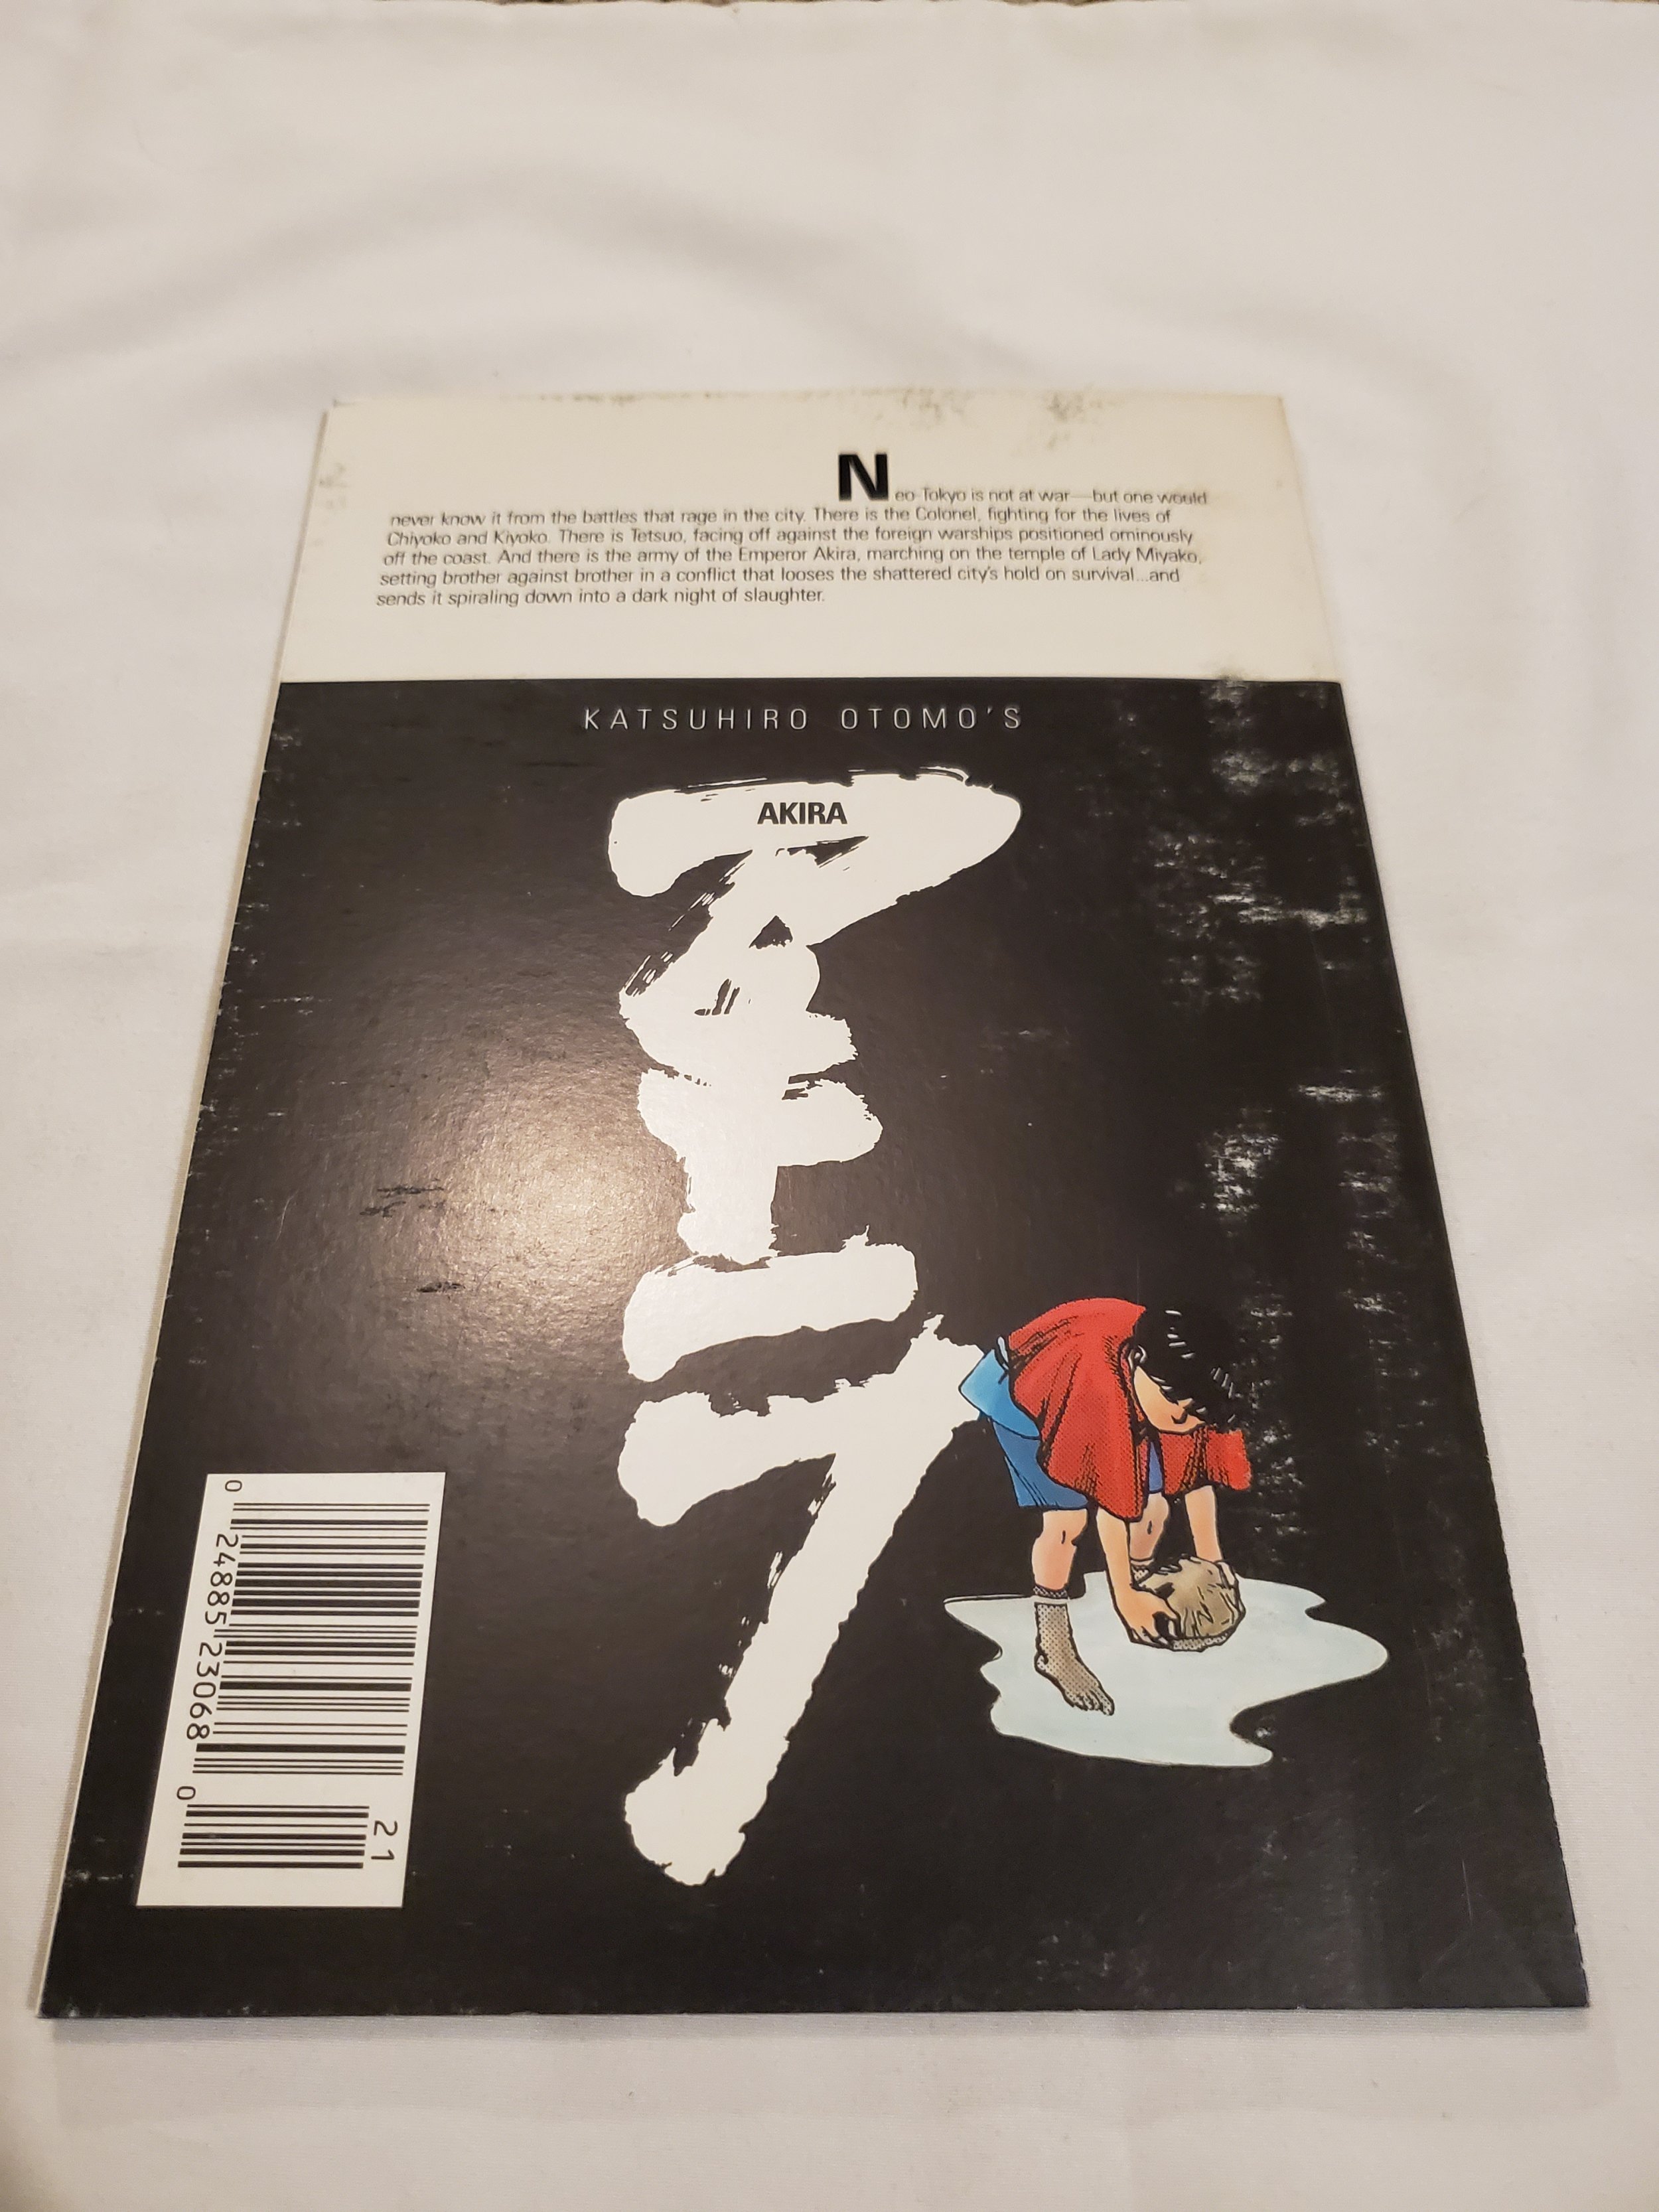 Neo-Tokyo is not at war—but one would
never know it from the battles that rage in the city. There is the Colonel, fighting for the lives of
Chiyoko and Kiyoko. There is Tetsuo, facing off against the foreign warships positioned ominously
off the coast. And there is the army of the Emperor Akira, marching on the temple of Lady Miyako,
setting brother against brother in a conflict that looses the shattered city's hold on survival...and
sends it spiraling down into a dark night of slaughter.
KATSUHIRO OTOMO'S
AKIRA
アキラ
0 24885 23068 0
21